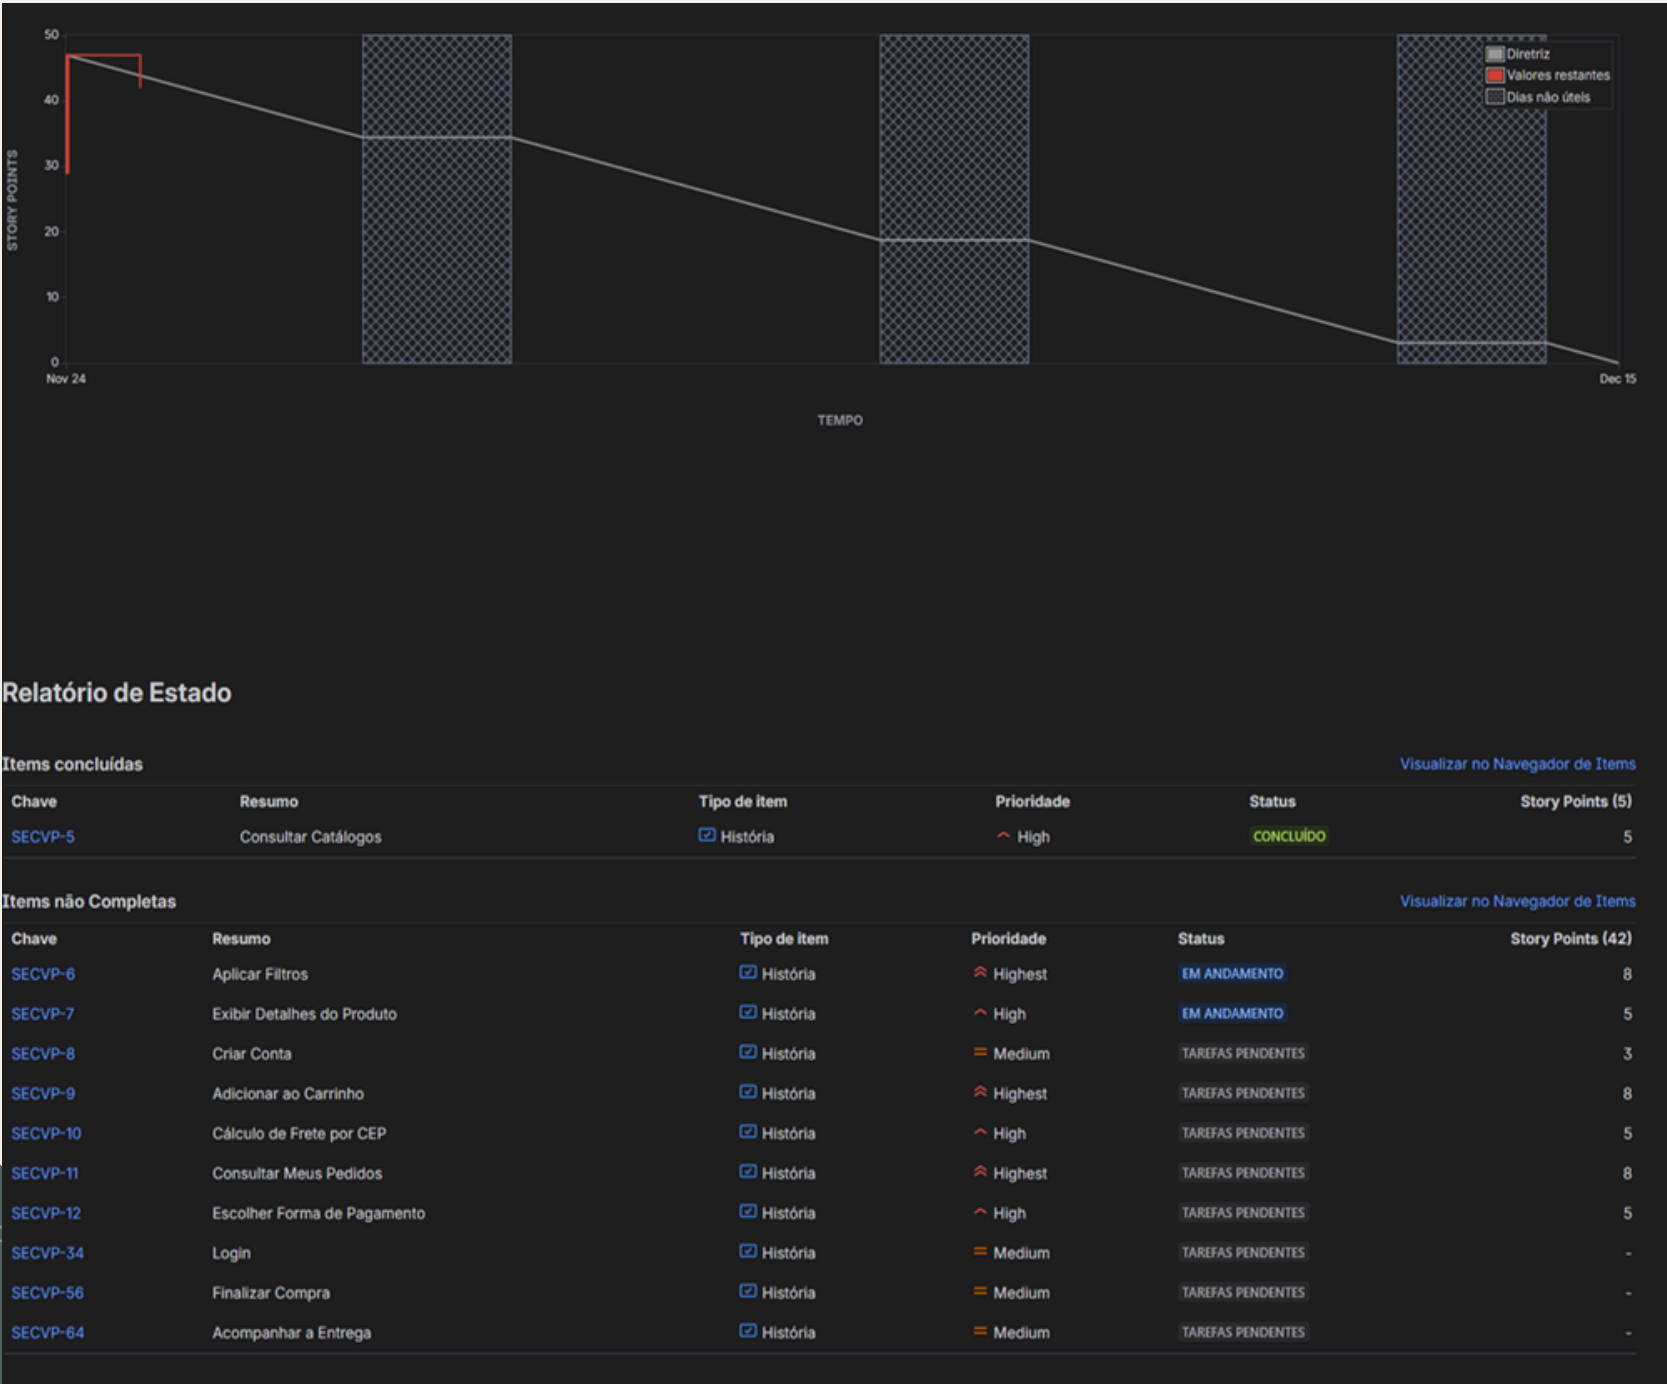 50
Diretriz
Valores restantes
Dias não úteis
40
30
20
10
0
STORY POINTS
Nov 24
Dec 15
TEMPO
Relatório de Estado
Items concluídas Visualizar no Navegador de Items
Chave Resumo Tipo de item Prioridade Status Story Points (5)
SECVP-5 Consultar Catálogos História High CONCLUÍDO 5
Items não Completas Visualizar no Navegador de Items
Chave Resumo Tipo de item Prioridade Status Story Points (42)
SECVP-6 Aplicar Filtros História Highest EM ANDAMENTO 8
SECVP-7 Exibir Detalhes do Produto História High EM ANDAMENTO 5
SECVP-8 Criar Conta História Medium TAREFAS PENDENTES 3
SECVP-9 Adicionar ao Carrinho História Highest TAREFAS PENDENTES 8
SECVP-10 Cálculo de Frete por CEP História High TAREFAS PENDENTES 5
SECVP-11 Consultar Meus Pedidos História Highest TAREFAS PENDENTES 8
SECVP-12 Escolher Forma de Pagamento História High TAREFAS PENDENTES 5
SECVP-34 Login História Medium TAREFAS PENDENTES -
SECVP-56 Finalizar Compra História Medium TAREFAS PENDENTES -
SECVP-64 Acompanhar a Entrega História Medium TAREFAS PENDENTES -